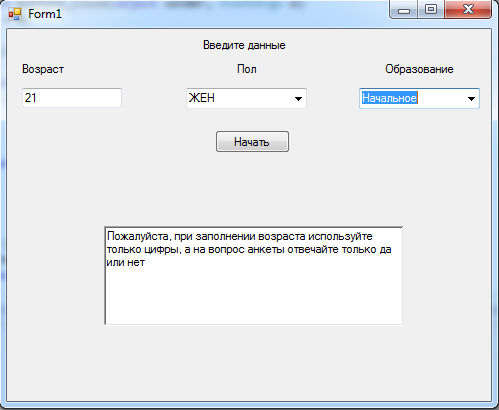 Form1
Введите данные
Возраст Пол Образование
21 ЖЕН Начальное
Начать
Пожалуйста, при заполнении возраста используйте
только цифры, а на вопрос анкеты отвечайте только да
или нет